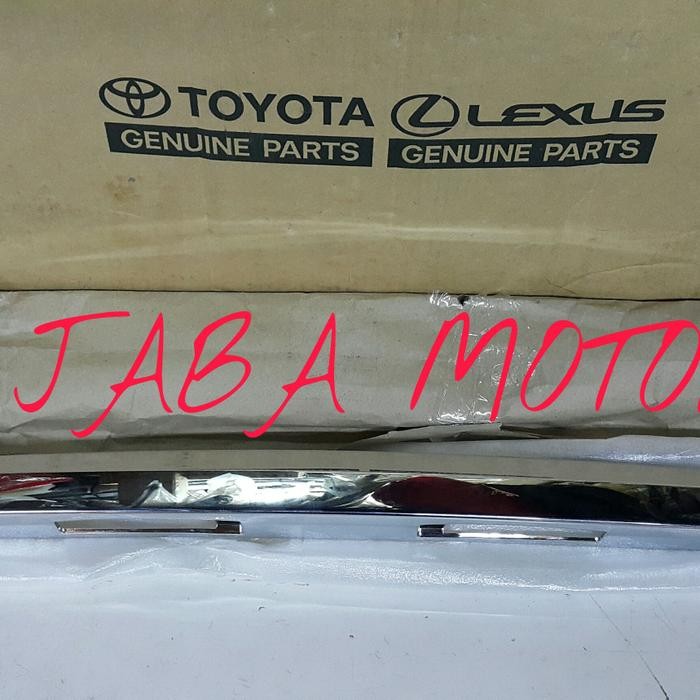 TOYOTA LEXUS
GENUINE PARTS GENUINE PARTS
JABA MOTO